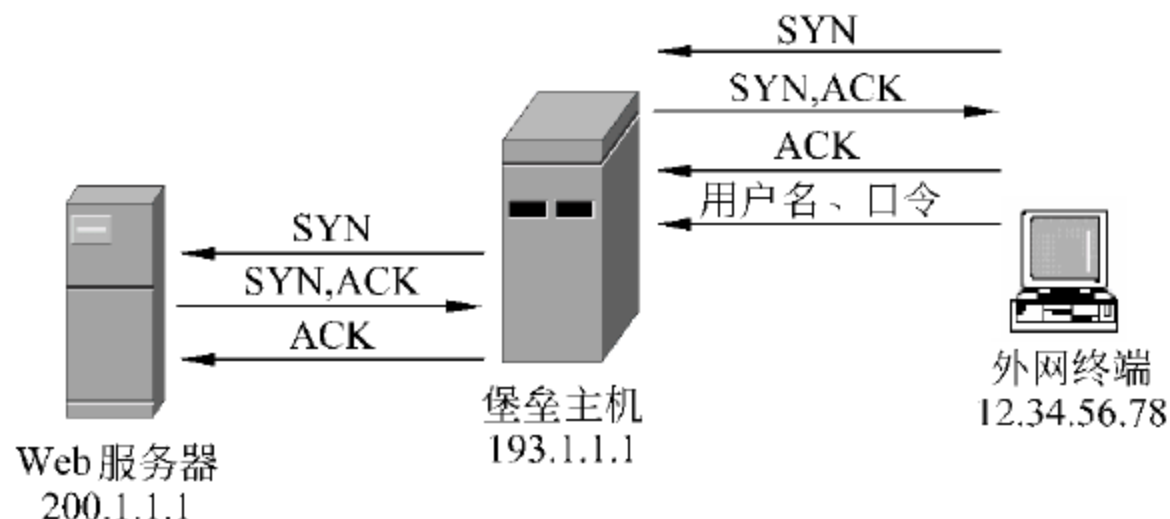 SYN
SYN,ACK
ACK
用户名、口令
SYN
SYN,ACK
ACK
外网终端
12.34.56.78
堡垒主机
193.1.1.1
Web服务器
200.1.1.1